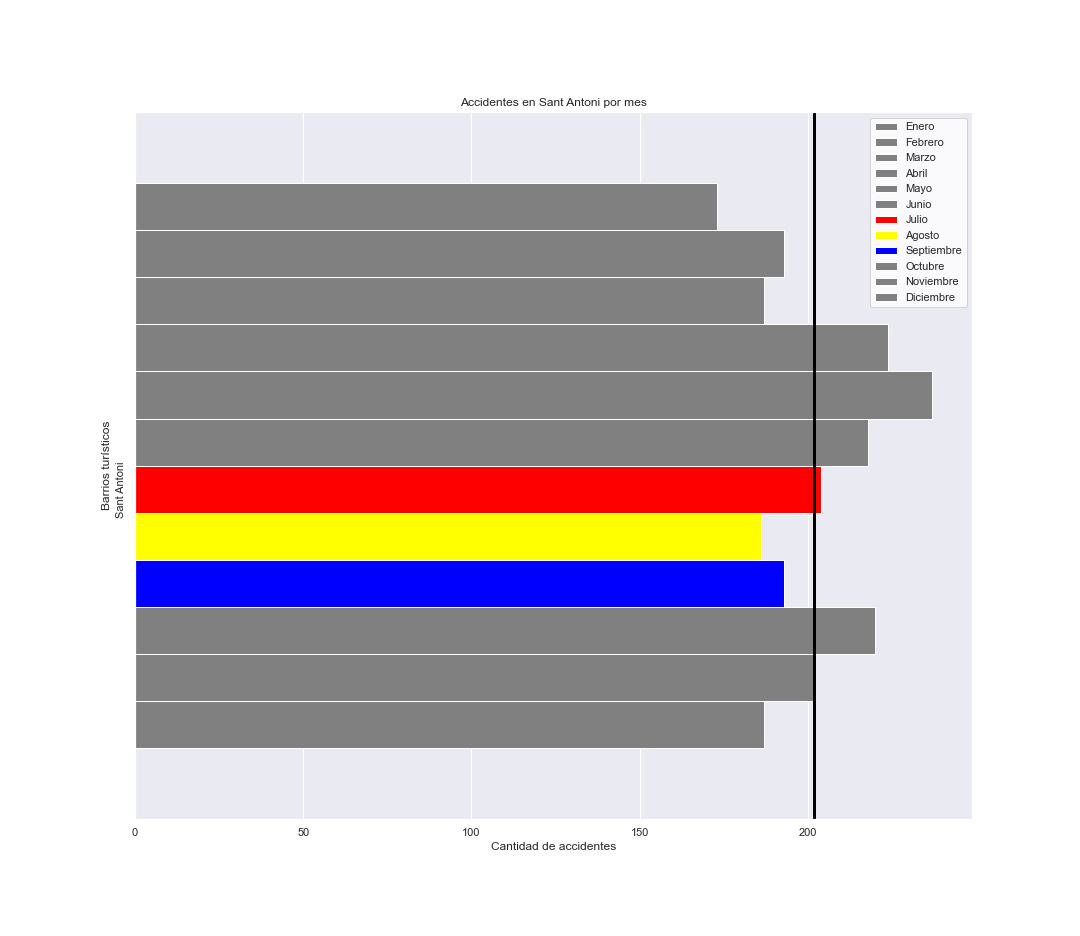 Accidentes en Sant Antoni por mes
Enero
Febrero
Marzo
Abril
Mayo
Junio
Julio
Agosto
Septiembre
Octubre
Noviembre
Diciembre
Barrios turísticos
Sant Antoni
0 50 100 150 200
Cantidad de accidentes